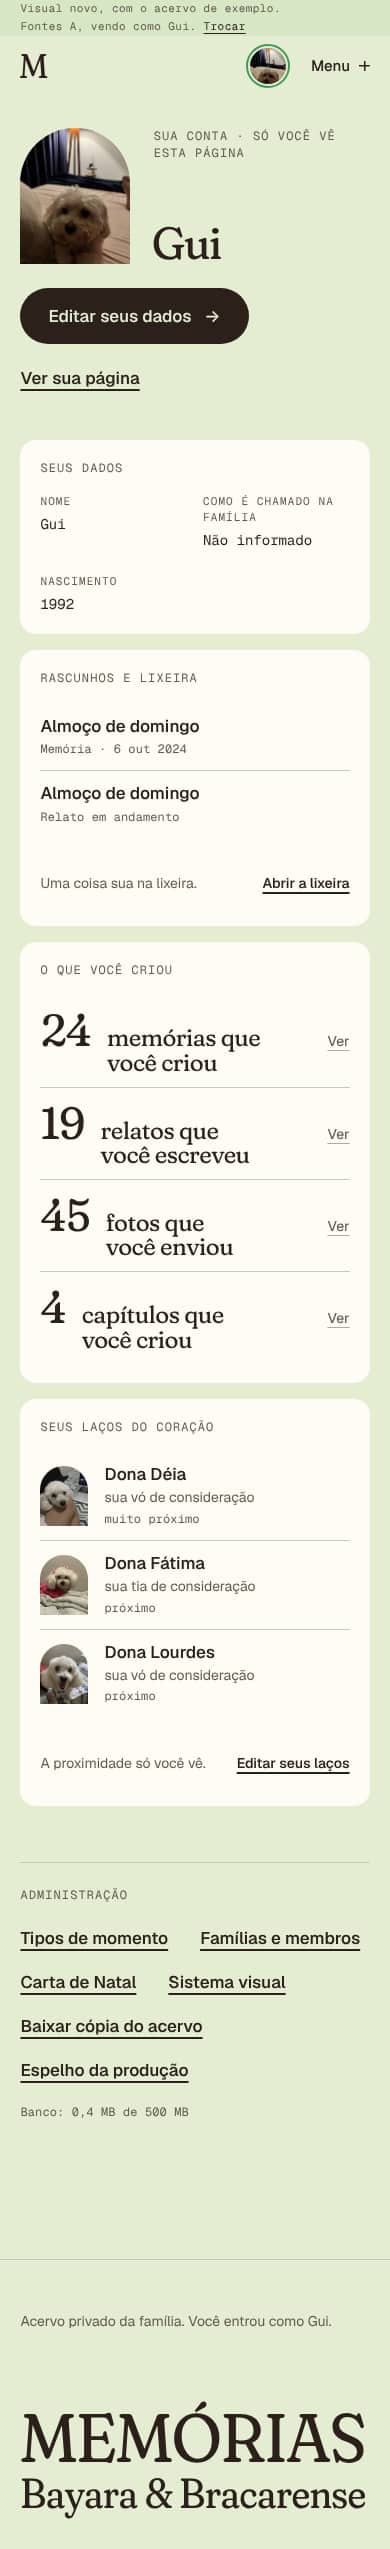 Visual novo, com o acervo de exemplo.
Fontes A, vendo como Gui. Trocar
M
Menu +
SUA CONTA · SÓ VOCÊ VÊ
ESTA PÁGINA
Gui
Editar seus dados →
Ver sua página
SEUS DADOS
NOME
Gui
COMO É CHAMADO NA
FAMÍLIA
Não informado
NASCIMENTO
1992
RASCUNHOS E LIXEIRA
Almoço de domingo
Memória · 6 out 2024
Almoço de domingo
Relato em andamento
Uma coisa sua na lixeira. Abrir a lixeira
O QUE VOCÊ CRIOU
24 memórias que
você criou
Ver
19 relatos que
você escreveu
Ver
45 fotos que
você enviou
Ver
4 capítulos que
você criou
Ver
SEUS LAÇOS DO CORAÇÃO
Dona Déia
sua vó de consideração
muito próximo
Dona Fátima
sua tia de consideração
próximo
Dona Lourdes
sua vó de consideração
próximo
A proximidade só você vê. Editar seus laços
ADMINISTRAÇÃO
Tipos de momento Famílias e membros
Carta de Natal Sistema visual
Baixar cópia do acervo
Espelho da produção
Banco: 0,4 MB de 500 MB
Acervo privado da família. Você entrou como Gui.
MEMÓRIAS
Bayara & Bracarense